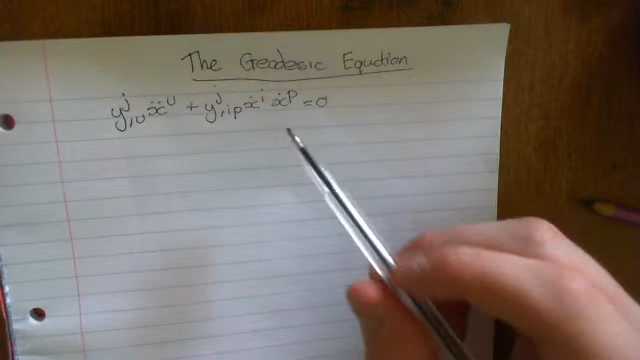 The Geodesic Equation
y^j_{,u} ẍ^u + y^j_{,ip} ẋ^i ẋ^p = 0